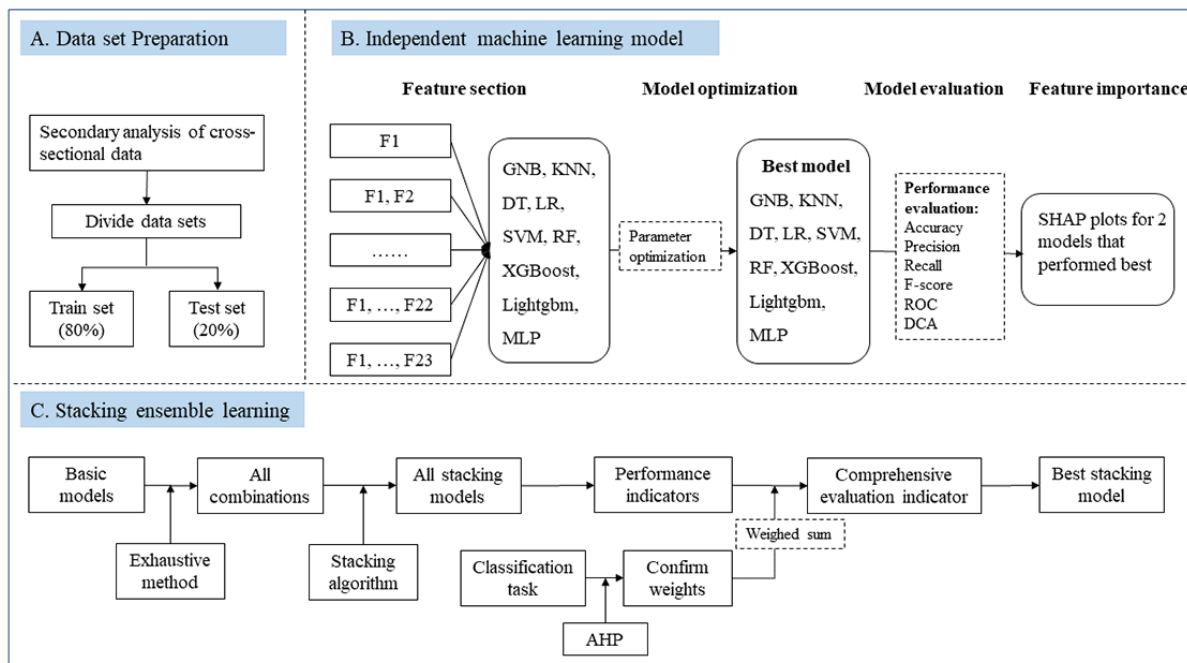 A. Data set Preparation
Secondary analysis of cross-
sectional data
Divide data sets
Train set
(80%)
Test set
(20%)
B. Independent machine learning model
Feature section
Model optimization
Model evaluation
Feature importance
F1
F1, F2
……
F1, …, F22
F1, …, F23
GNB, KNN,
DT, LR,
SVM, RF,
XGBoost,
Lightgbm,
MLP
Parameter
optimization
Best model
GNB, KNN,
DT, LR, SVM,
RF, XGBoost,
Lightgbm,
MLP
Performance
evaluation:
Accuracy
Precision
Recall
F-score
ROC
DCA
SHAP plots for 2
models that
performed best
C. Stacking ensemble learning
Basic
models
All
combinations
All stacking
models
Performance
indicators
Comprehensive
evaluation indicator
Best stacking
model
Exhaustive
method
Stacking
algorithm
Classification
task
Confirm
weights
Weighed sum
AHP